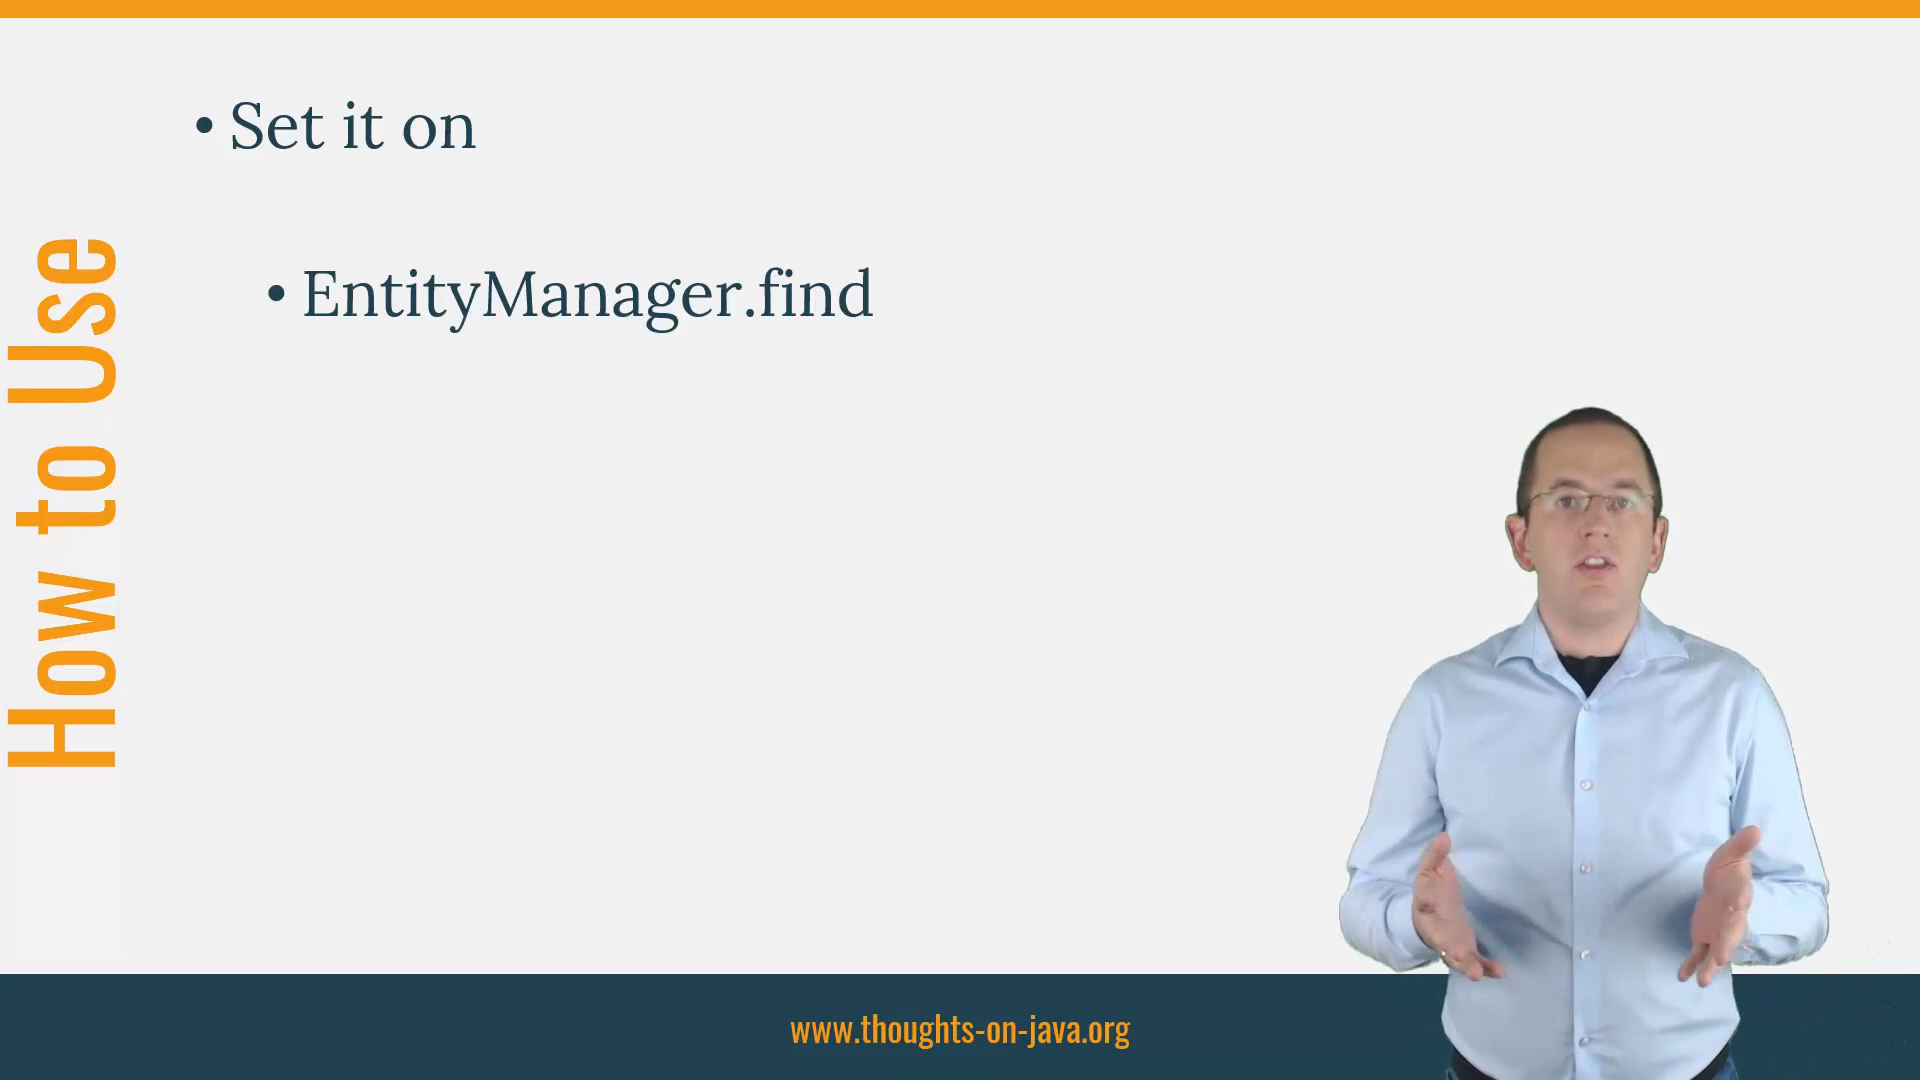 How to Use
• Set it on
• EntityManager.find
www.thoughts-on-java.org